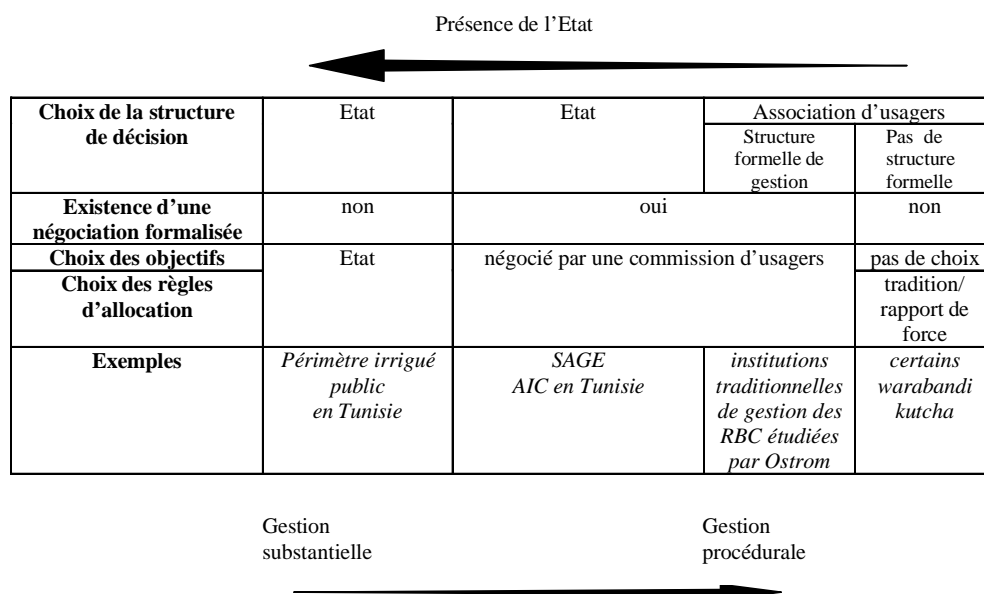 Présence de l’Etat
Choix de la structure
de décision
Etat
Etat
Association d’usagers
Structure
formelle de
gestion
Pas de
structure
formelle
Existence d’une
négociation formalisée
non
oui
non
Choix des objectifs
Etat
négocié par une commission d’usagers
pas de choix
Choix des règles
d’allocation
tradition/
rapport de
force
Exemples
Périmètre irrigué
public
en Tunisie
SAGE
AIC en Tunisie
institutions
traditionnelles
de gestion des
RBC étudiées
par Ostrom
certains
warabandi
kutcha
Gestion
substantielle
Gestion
procédurale